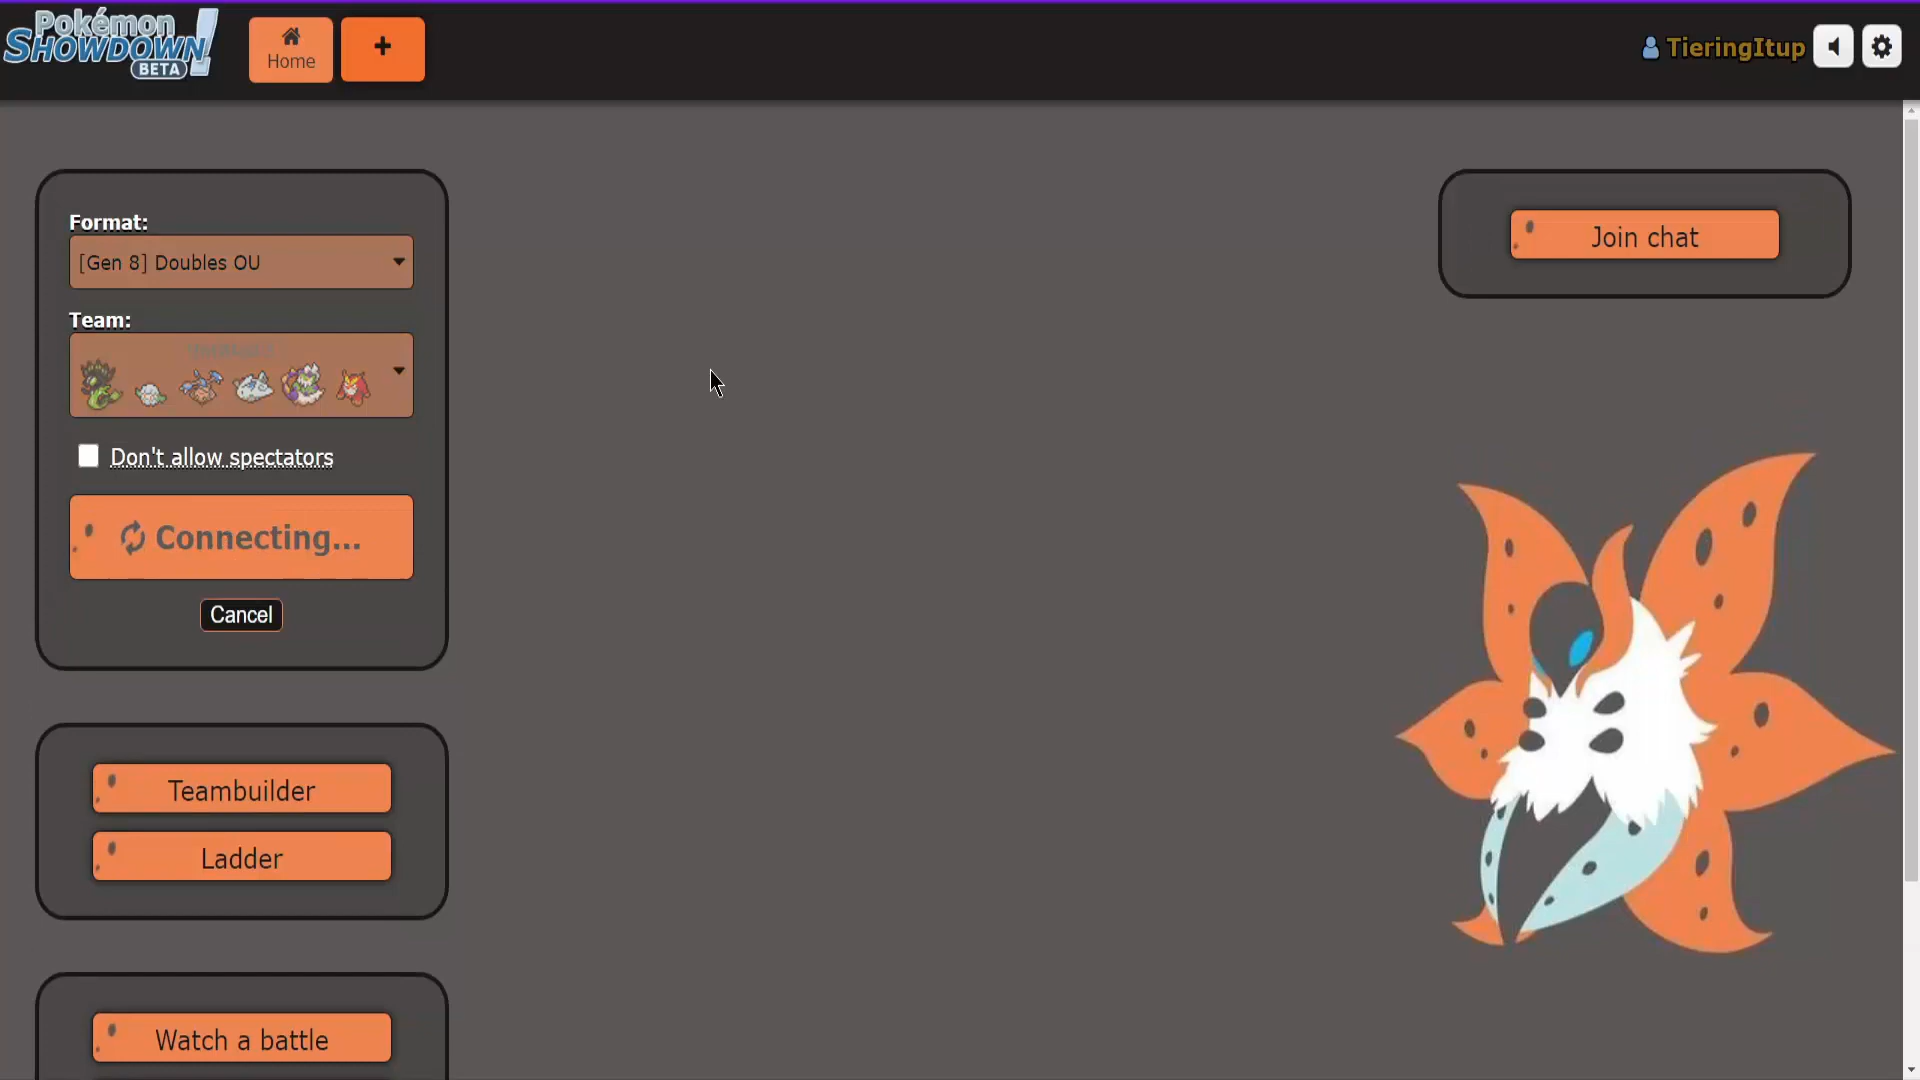 Pokémon
SHOWDOWN!
BETA
Home
+
TieringItup
Format:
[Gen 8] Doubles OU
Team:
Don't allow spectators
Connecting...
Cancel
Teambuilder
Ladder
Watch a battle
Join chat